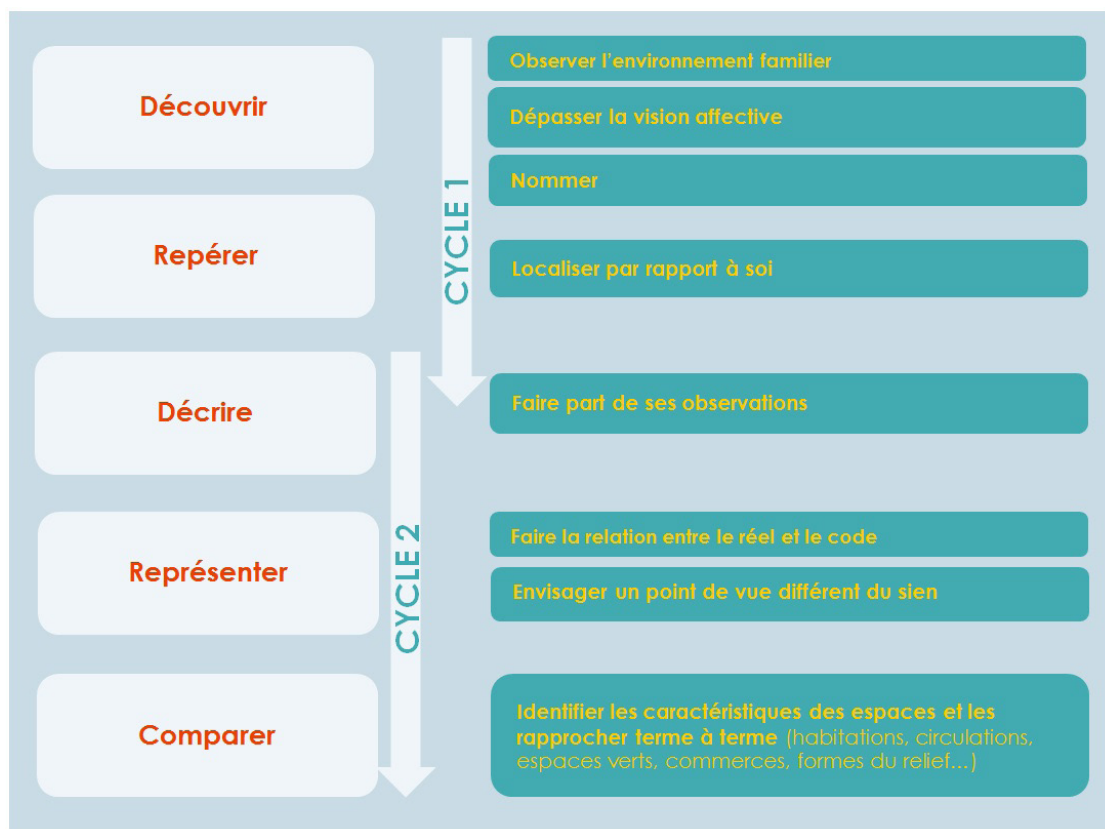 Découvrir
Observer l'environnement familier
Dépasser la vision affective
Nommer
CYCLE 1
Repérer
Localiser par rapport à soi
Décrire
Faire part de ses observations
CYCLE 2
Représenter
Faire la relation entre le réel et le code
Envisager un point de vue différent du sien
Comparer
Identifier les caractéristiques des espaces et les
rapprocher terme à terme (habitations, circulations,
espaces verts, commerces, formes du relief...)